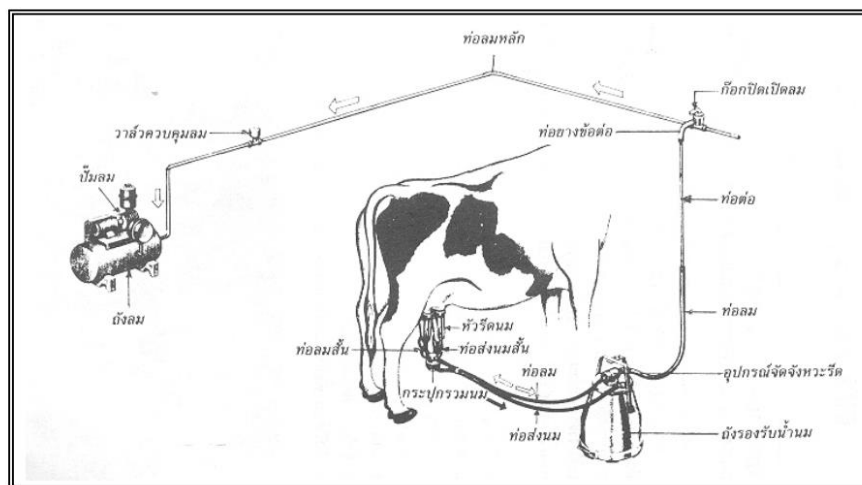 ท่อลมหลัก
ก๊อกปิดเปิดลม
วาล์วควบคุมลม
ท่อยางข้อต่อ
ปั๊มลม
ท่อต่อ
ถังลม
หัวรีดนม
ท่อลม
ท่อลมสั้น
ท่อส่งนมสั้น
ท่อลม
อุปกรณ์จัดจังหวะรีด
กระปุกรวมนม
ท่อส่งนม
ถังรองรับน้ำนม